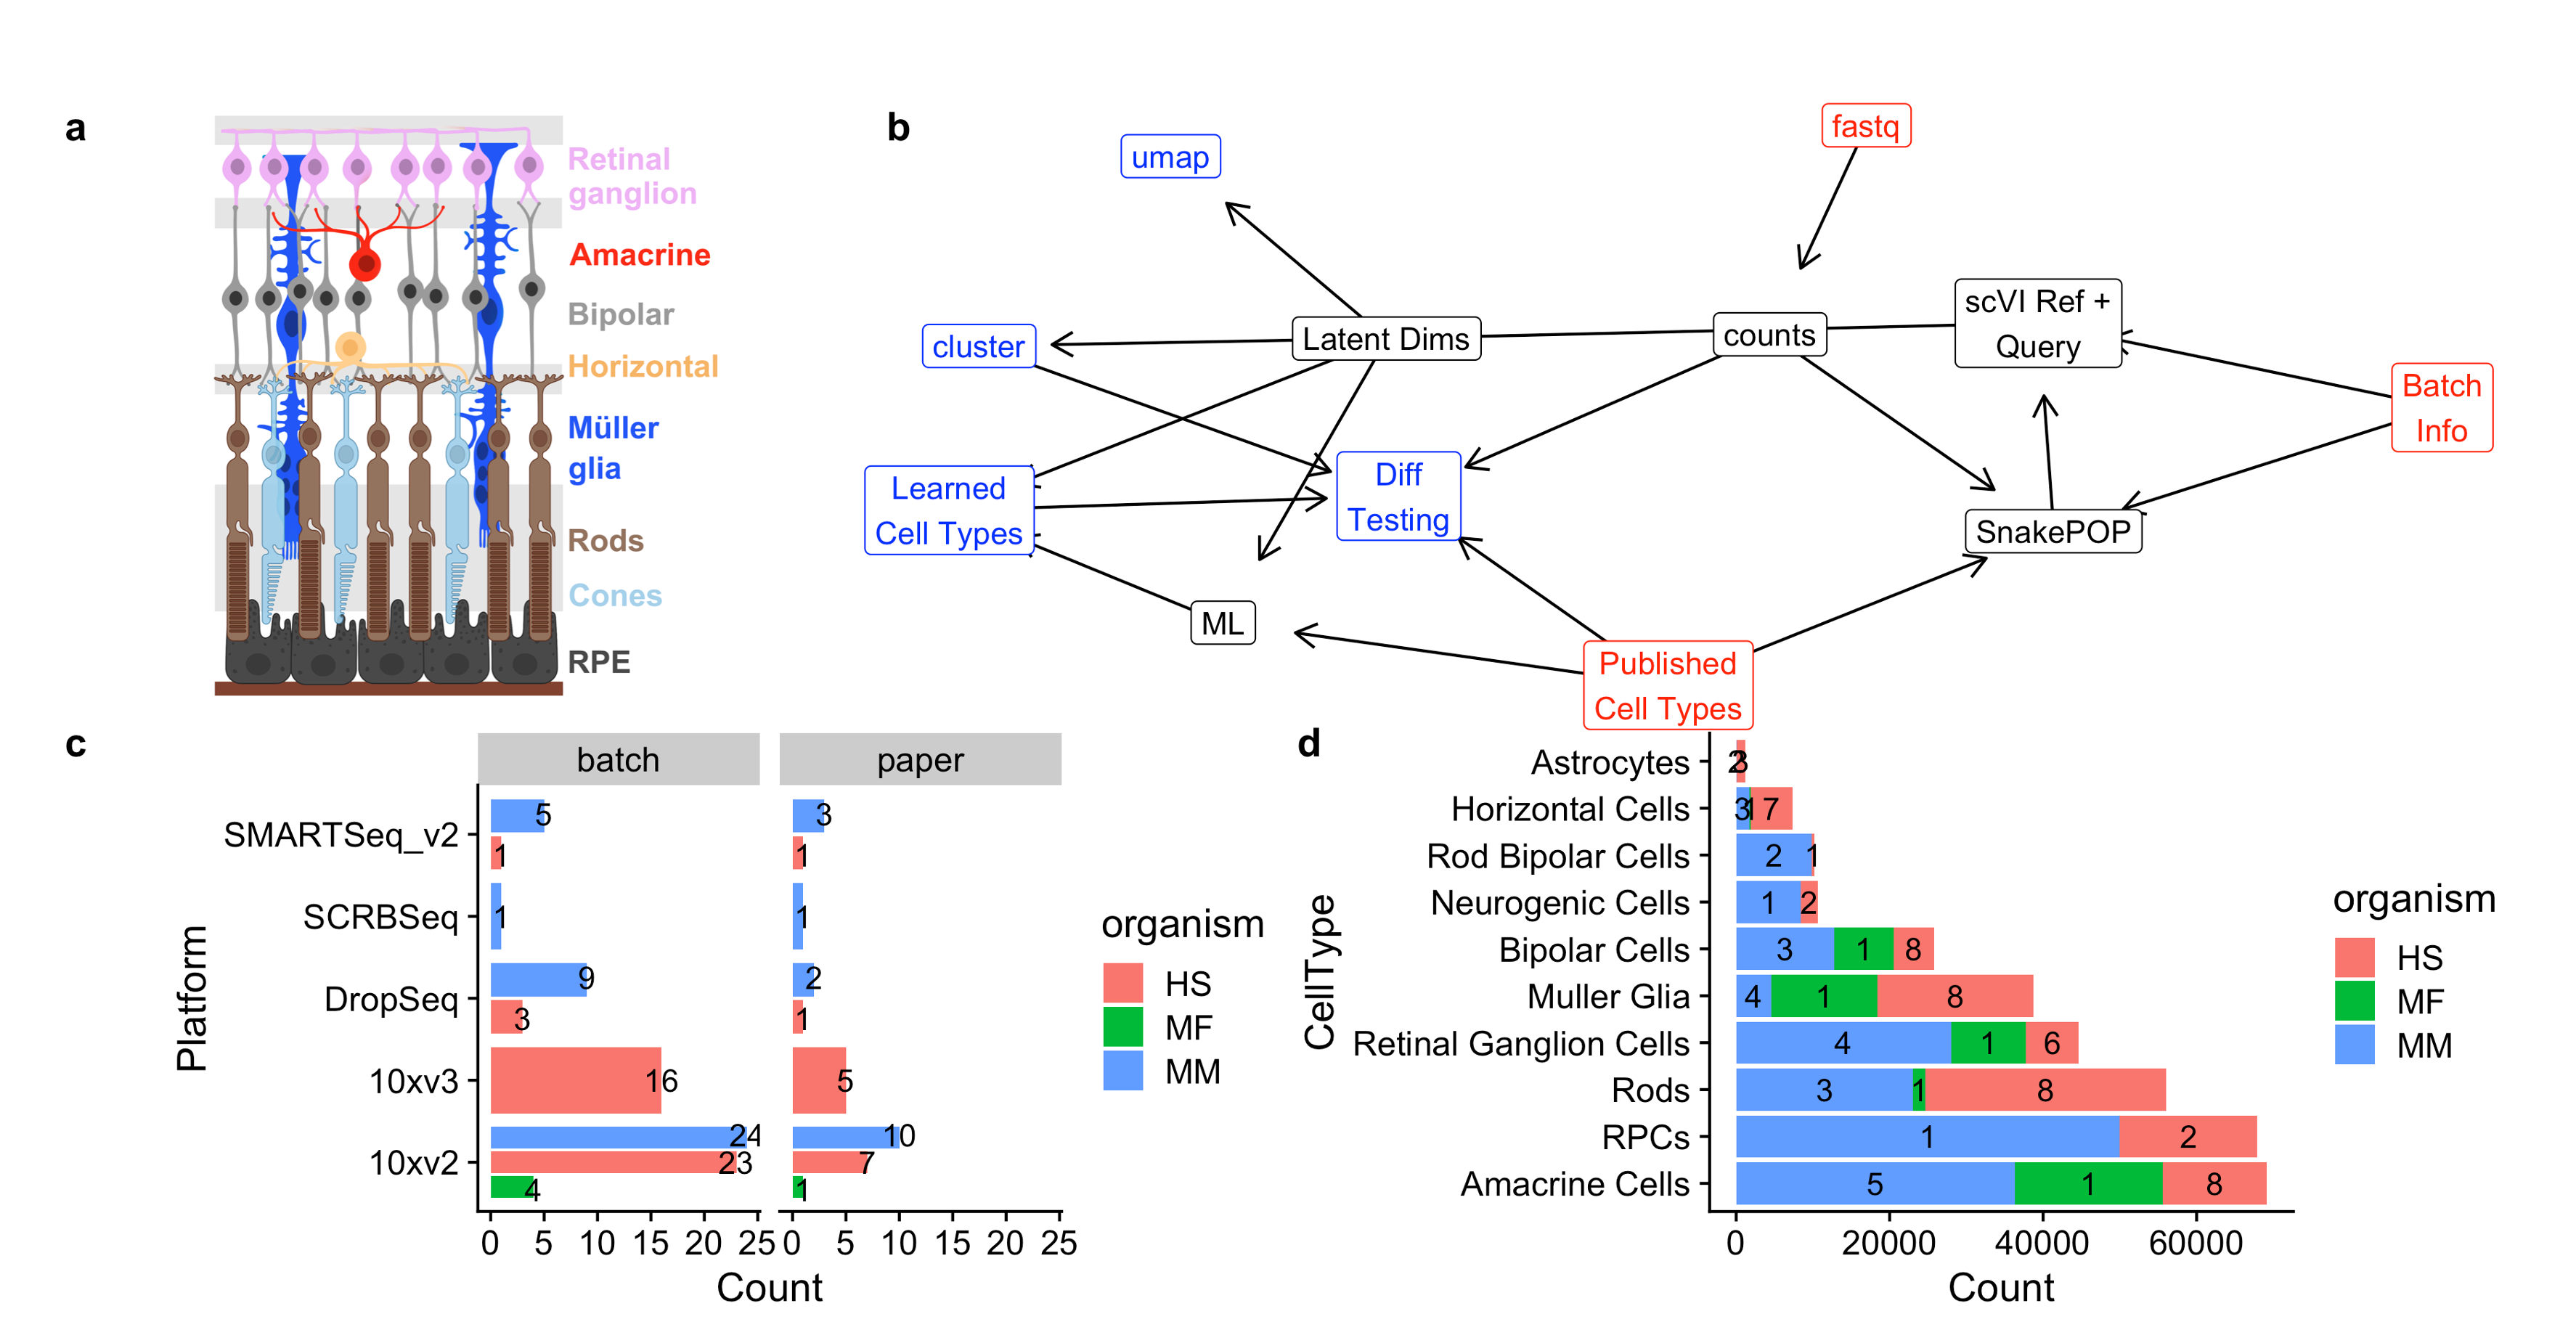 a
Retinal
ganglion
Amacrine
Bipolar
Horizontal
Müller
glia
Rods
Cones
RPE
b
fastq
umap
scVI Ref +
Query
Latent Dims
counts
cluster
Batch
Info
Learned
Cell Types
Diff
Testing
SnakePOP
ML
Published
Cell Types
c
batch
paper
Platform
SMARTSeq_v2
5
1
3
1
SCRBSeq
1
1
DropSeq
9
3
2
1
10xv3
16
5
10xv2
24
23
4
10
7
1
0 5 10 15 20 25
0 5 10 15 20 25
Count
organism
HS
MF
MM
d
CellType
Astrocytes
2 3
Horizontal Cells
3 1 7
Rod Bipolar Cells
2 1
Neurogenic Cells
1 2
Bipolar Cells
3 1 8
Muller Glia
4 1 8
Retinal Ganglion Cells
4 1 6
Rods
3 1 8
RPCs
1 2
Amacrine Cells
5 1 8
0 20000 40000 60000
Count
organism
HS
MF
MM